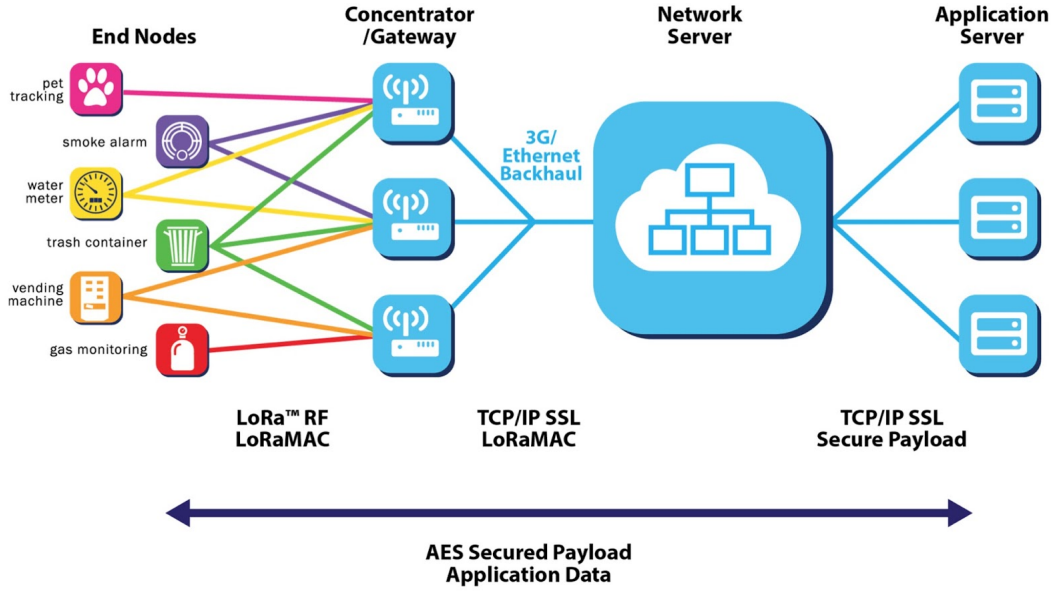 End Nodes
Concentrator
/Gateway
Network
Server
Application
Server
pet
tracking
smoke alarm
water
meter
trash container
vending
machine
gas monitoring
3G/
Ethernet
Backhaul
LoRa™ RF
LoRaMAC
TCP/IP SSL
LoRaMAC
TCP/IP SSL
Secure Payload
AES Secured Payload
Application Data